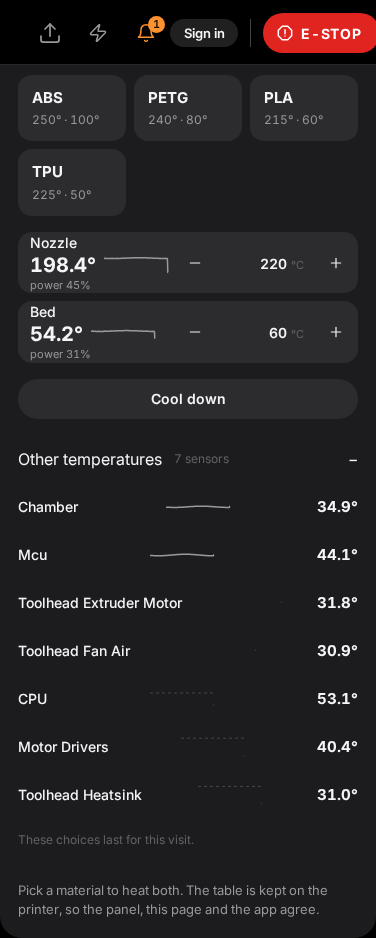 1
Sign in
E-STOP
ABS
250° · 100°
PETG
240° · 80°
PLA
215° · 60°
TPU
225° · 50°
Nozzle
198.4°
power 45%
− 220 °C +
Bed
54.2°
power 31%
− 60 °C +
Cool down
Other temperatures 7 sensors –
Chamber 34.9°
Mcu 44.1°
Toolhead Extruder Motor 31.8°
Toolhead Fan Air 30.9°
CPU 53.1°
Motor Drivers 40.4°
Toolhead Heatsink 31.0°
These choices last for this visit.
Pick a material to heat both. The table is kept on the
printer, so the panel, this page and the app agree.